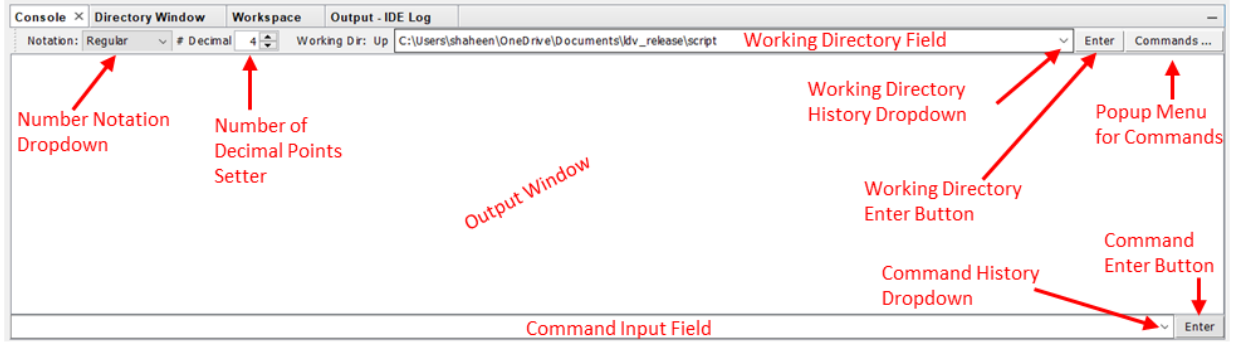 Console × Directory Window Workspace Output - IDE Log
Notation: Regular # Decimal 4 Working Dir: Up C:\Users\shaheen\OneDrive\Documents\ldv_release\script Working Directory Field Enter Commands ...
Number Notation
Dropdown
Number of
Decimal Points
Setter
Output Window
Working Directory
History Dropdown
Popup Menu
for Commands
Working Directory
Enter Button
Command
Enter Button
Command History
Dropdown
Command Input Field Enter